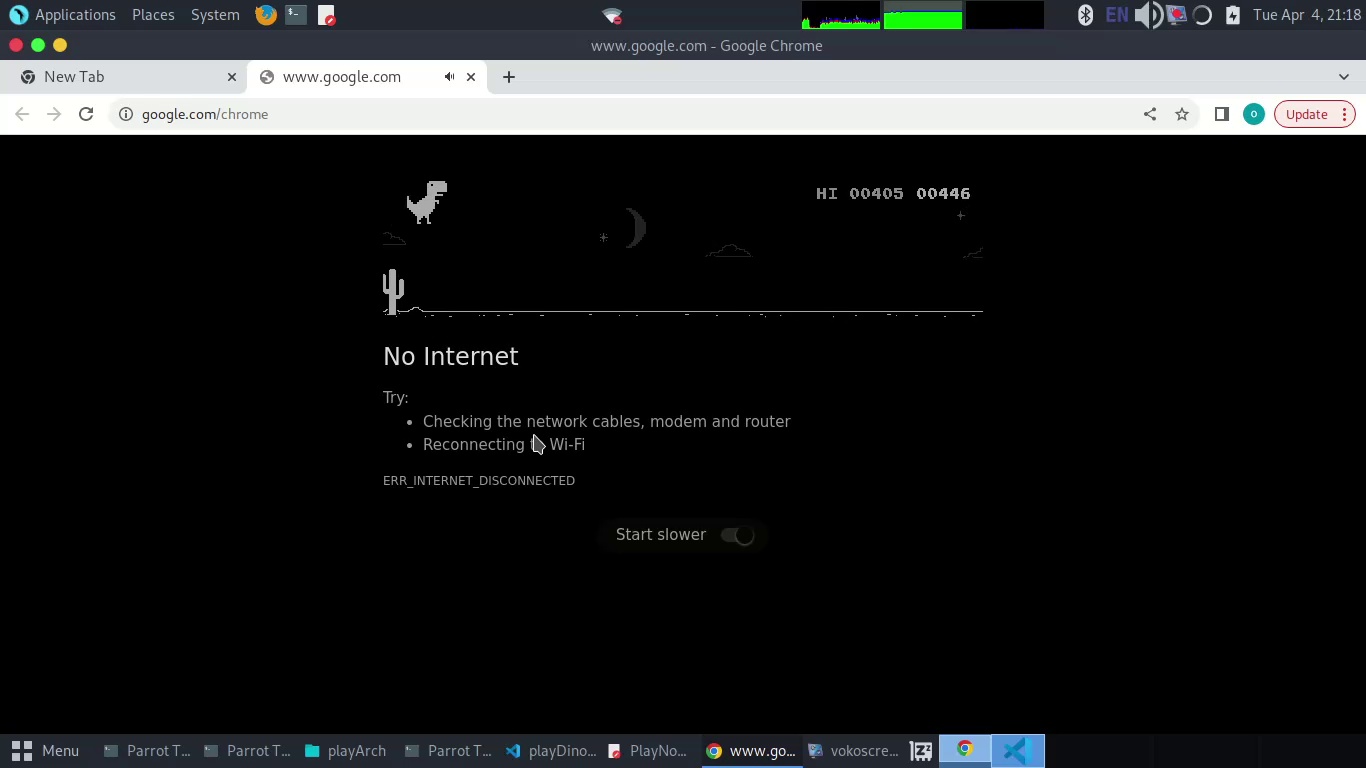 Applications Places System EN Tue Apr 4, 21:18
www.google.com - Google Chrome
New Tab www.google.com
google.com/chrome Update
HI 00405 00446
No Internet
Try:
• Checking the network cables, modem and router
• Reconnecting Wi-Fi
ERR_INTERNET_DISCONNECTED
Start slower
Menu Parrot T... Parrot T... playArch Parrot T... playDino... PlayNo... www.go... vokoscre...